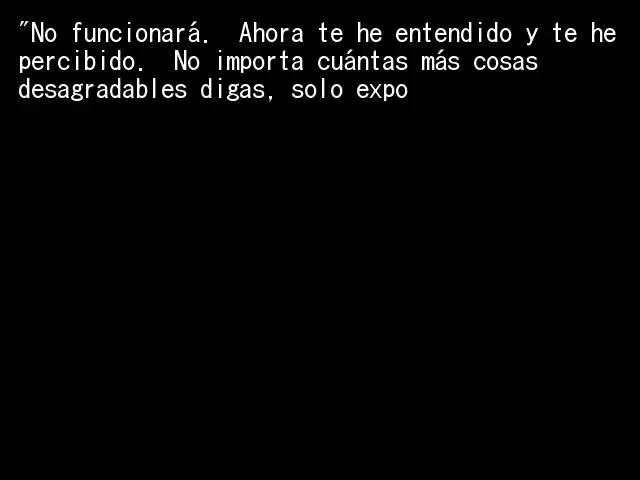 "No funcionará.  Ahora te he entendido y te he
percibido.  No importa cuántas más cosas
desagradables digas, solo expo